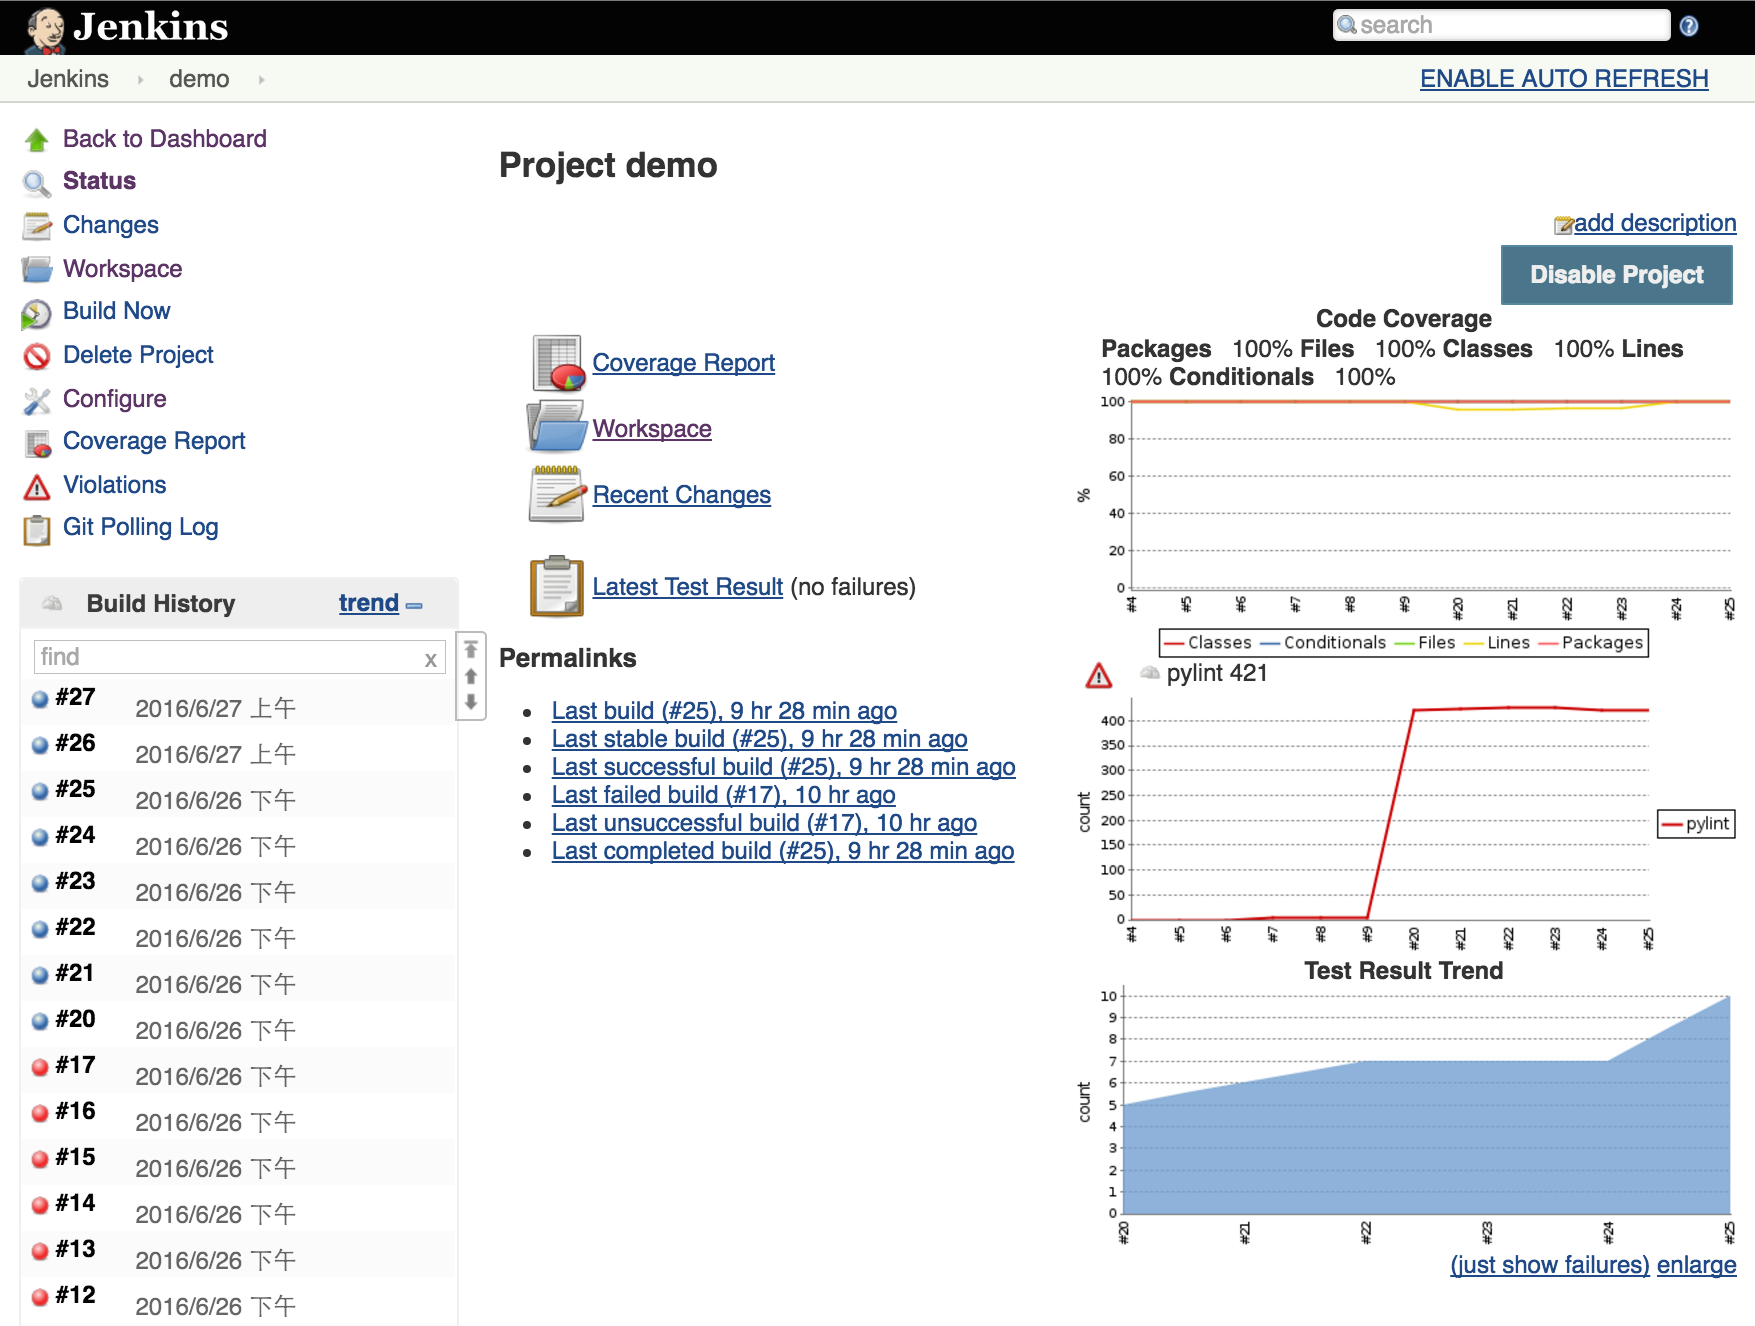 Jenkins
search
Jenkins
demo
ENABLE AUTO REFRESH
Back to Dashboard
Status
Changes
Workspace
Build Now
Delete Project
Configure
Coverage Report
Violations
Git Polling Log
Build History
trend
find
x
#27
2016/6/27 上午
#26
2016/6/27 上午
#25
2016/6/26 下午
#24
2016/6/26 下午
#23
2016/6/26 下午
#22
2016/6/26 下午
#21
2016/6/26 下午
#20
2016/6/26 下午
#17
2016/6/26 下午
#16
2016/6/26 下午
#15
2016/6/26 下午
#14
2016/6/26 下午
#13
2016/6/26 下午
#12
2016/6/26 下午
Project demo
add description
Disable Project
Coverage Report
Workspace
Recent Changes
Latest Test Result (no failures)
Permalinks
Last build (#25), 9 hr 28 min ago
Last stable build (#25), 9 hr 28 min ago
Last successful build (#25), 9 hr 28 min ago
Last failed build (#17), 10 hr ago
Last unsuccessful build (#17), 10 hr ago
Last completed build (#25), 9 hr 28 min ago
Code Coverage
Packages 100% Files 100% Classes 100% Lines
100% Conditionals 100%
100
80
60
40
20
0
%
#4 #5 #6 #7 #8 #9 #20 #21 #22 #23 #24 #25
Classes Conditionals Files Lines Packages
pylint 421
400
350
300
250
200
150
100
50
0
count
#4 #5 #6 #7 #8 #9 #20 #21 #22 #23 #24 #25
pylint
Test Result Trend
10
9
8
7
6
5
4
3
2
1
0
count
#20 #21 #22 #23 #24 #25
(just show failures) enlarge